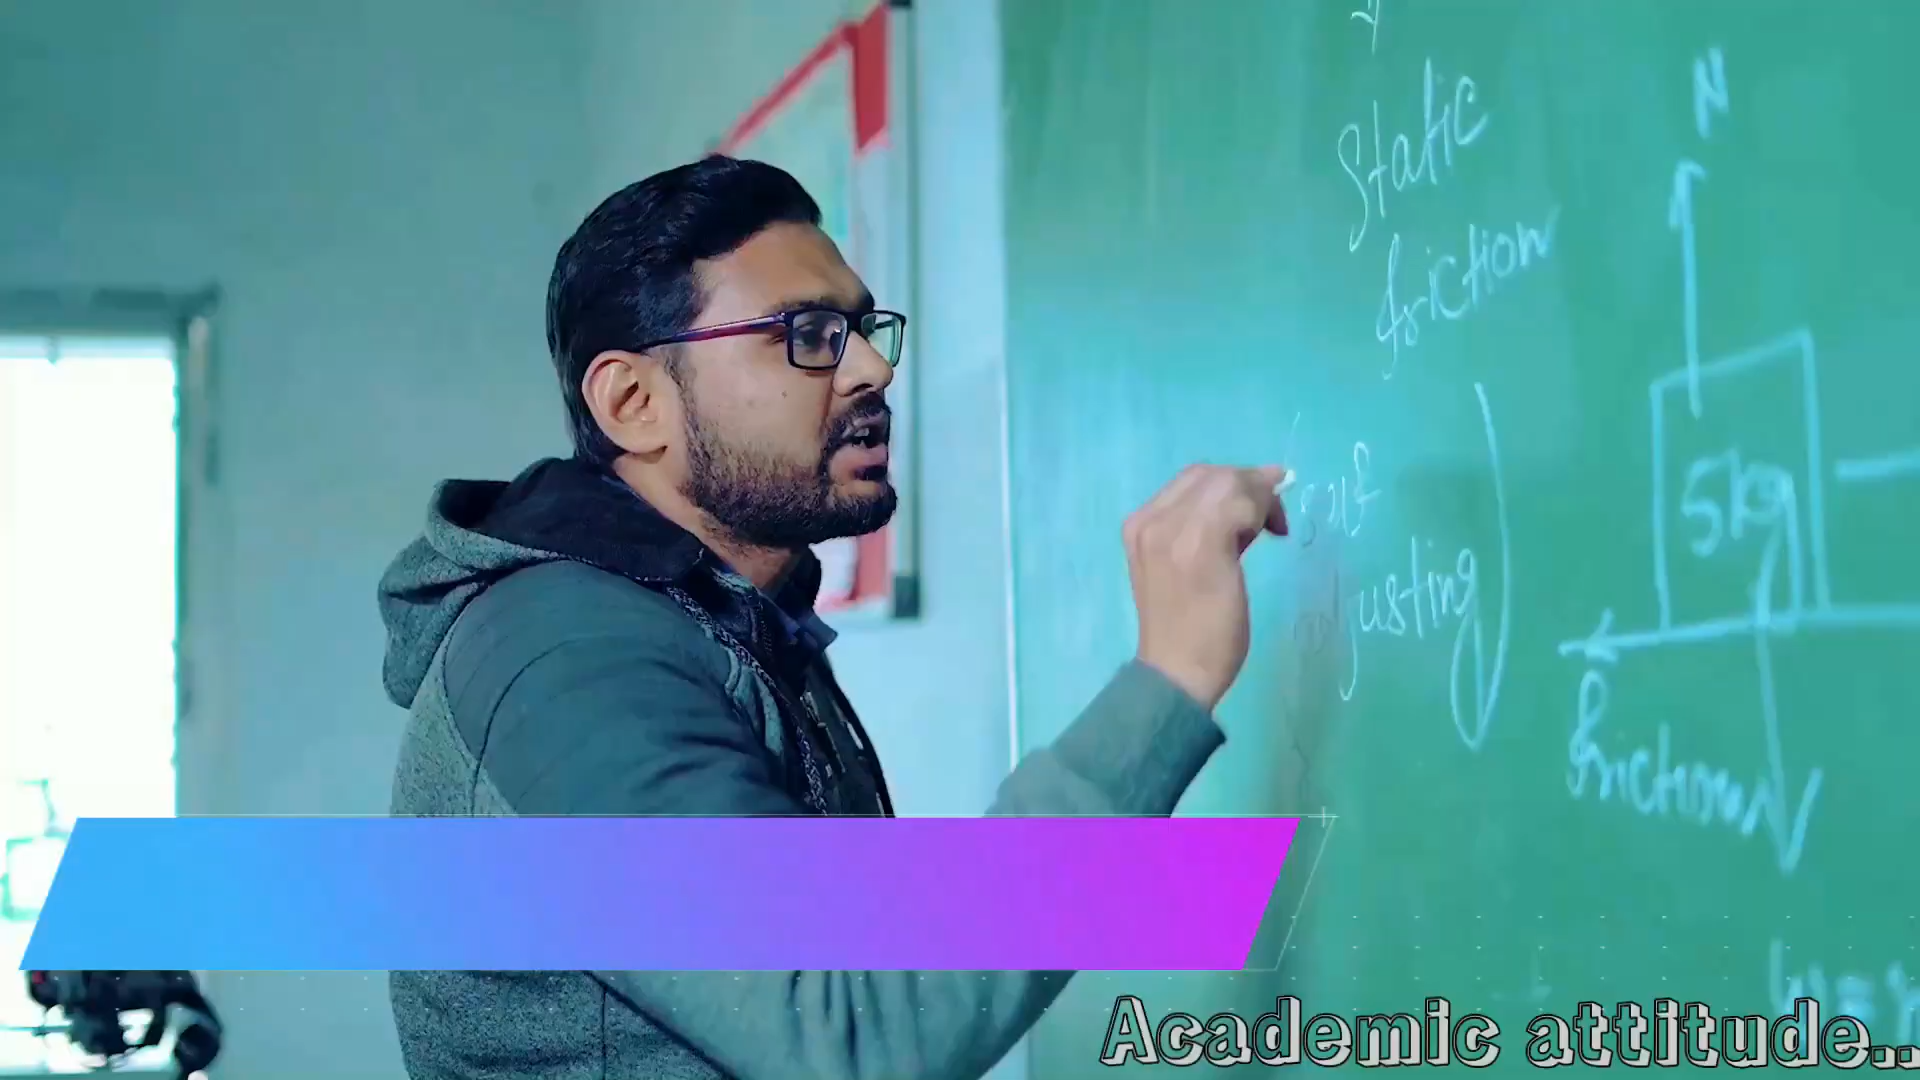 Static
friction
N
self
adjusting
5kg
friction
Academic attitude..